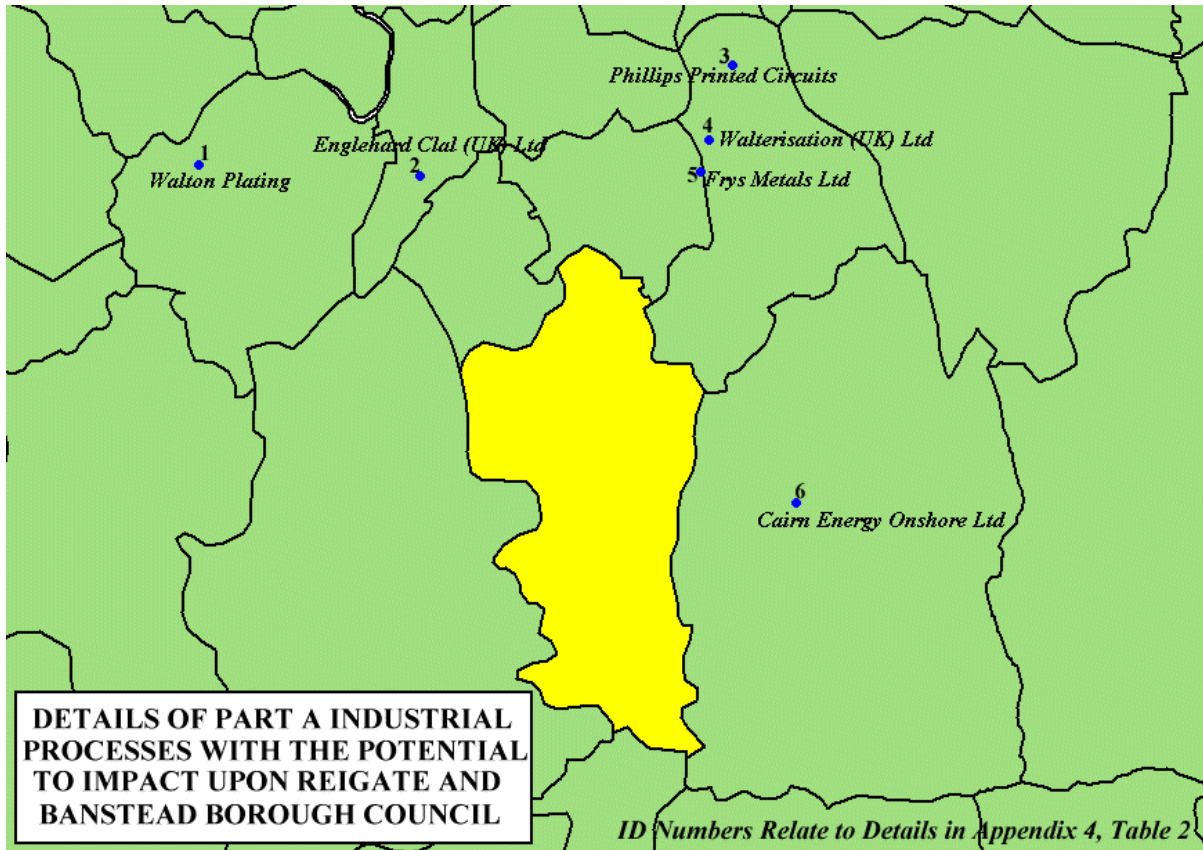 3
Phillips Printed Circuits
4
Walterisation (UK) Ltd
Englehard Clal (UK) Ltd
1
2
Walton Plating
5
Frys Metals Ltd
6
Cairn Energy Onshore Ltd
DETAILS OF PART A INDUSTRIAL
PROCESSES WITH THE POTENTIAL
TO IMPACT UPON REIGATE AND
BANSTEAD BOROUGH COUNCIL
ID Numbers Relate to Details in Appendix 4, Table 2